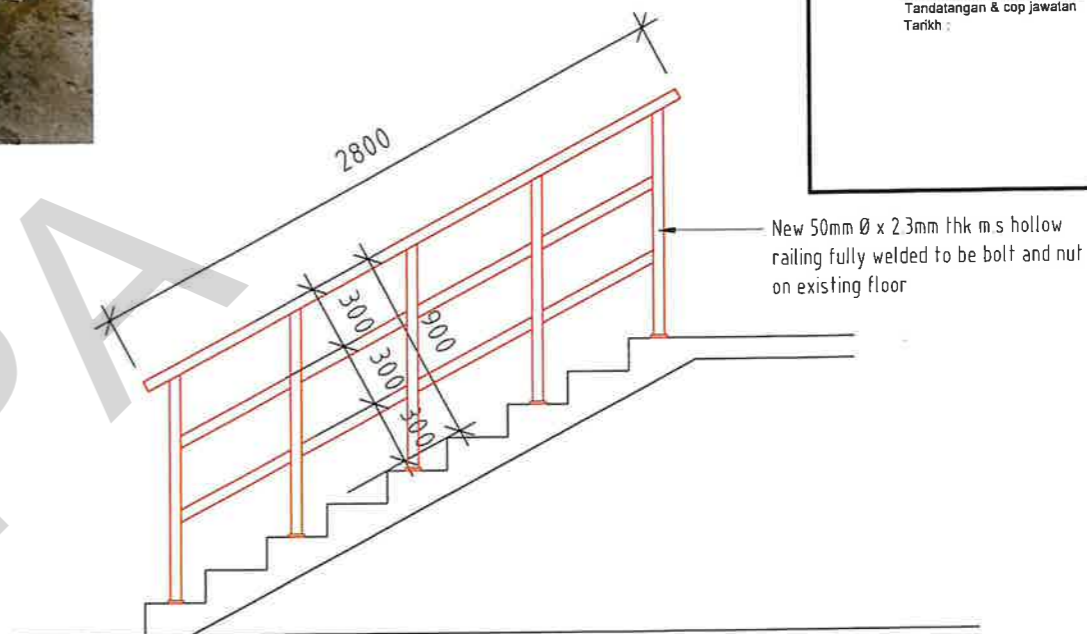 Tandatangan & cop jawatan
Tarikh :
2800
300
900
300
300
New 50mm Ø x 2.3mm thk m.s hollow
railing fully welded to be bolt and nut
on existing floor